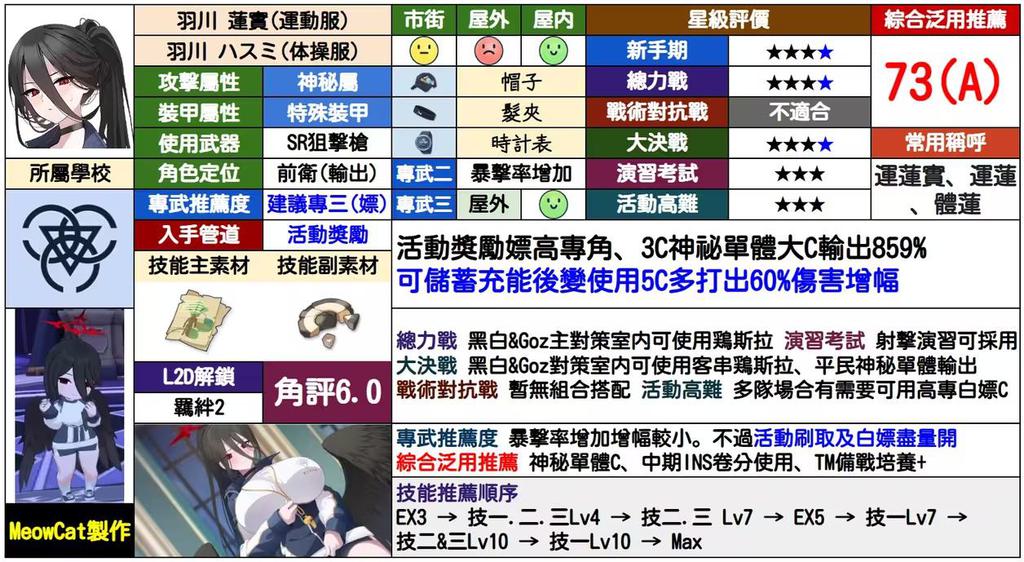 羽川 蓮實(運動服)
羽川 ハスミ(体操服)
攻擊屬性 神秘屬
裝甲屬性 特殊裝甲
使用武器 SR狙擊槍
所屬學校
角色定位 前衛(輸出)
專武推薦度 建議專三(嫖)
入手管道 活動獎勵
技能主素材 技能副素材
L2D解鎖
羈絆2
角評6.0
市街 屋外 屋內
帽子
髮夾
時計表
專武二 暴擊率增加
專武三 屋外
星級評價
新手期 ★★★★
總力戰 ★★★★
戰術對抗戰 不適合
大決戰 ★★★★
演習考試 ★★★
活動高難 ★★★
綜合泛用推薦
73(A)
常用稱呼
運蓮實、運蓮
、體蓮
活動獎勵嫖高專角、3C神祕單體大C輸出859%
可儲蓄充能後變使用5C多打出60%傷害增幅
總力戰 黑白&Goz主對策室內可使用鶏斯拉 演習考試 射擊演習可採用
大決戰 黑白&Goz對策室內可使用客串鶏斯拉、平民神秘單體輸出
戰術對抗戰 暫無組合搭配 活動高難 多隊場合有需要可用高專白嫖C
專武推薦度 暴擊率增加增幅較小。不過活動刷取及白嫖盡量開
綜合泛用推薦 神秘單體C、中期INS卷分使用、TM備戰培養+
技能推薦順序
EX3 → 技一.二.三Lv4 → 技二.三 Lv7 → EX5 → 技一Lv7 →
技二&三Lv10 → 技一Lv10 → Max
MeowCat製作